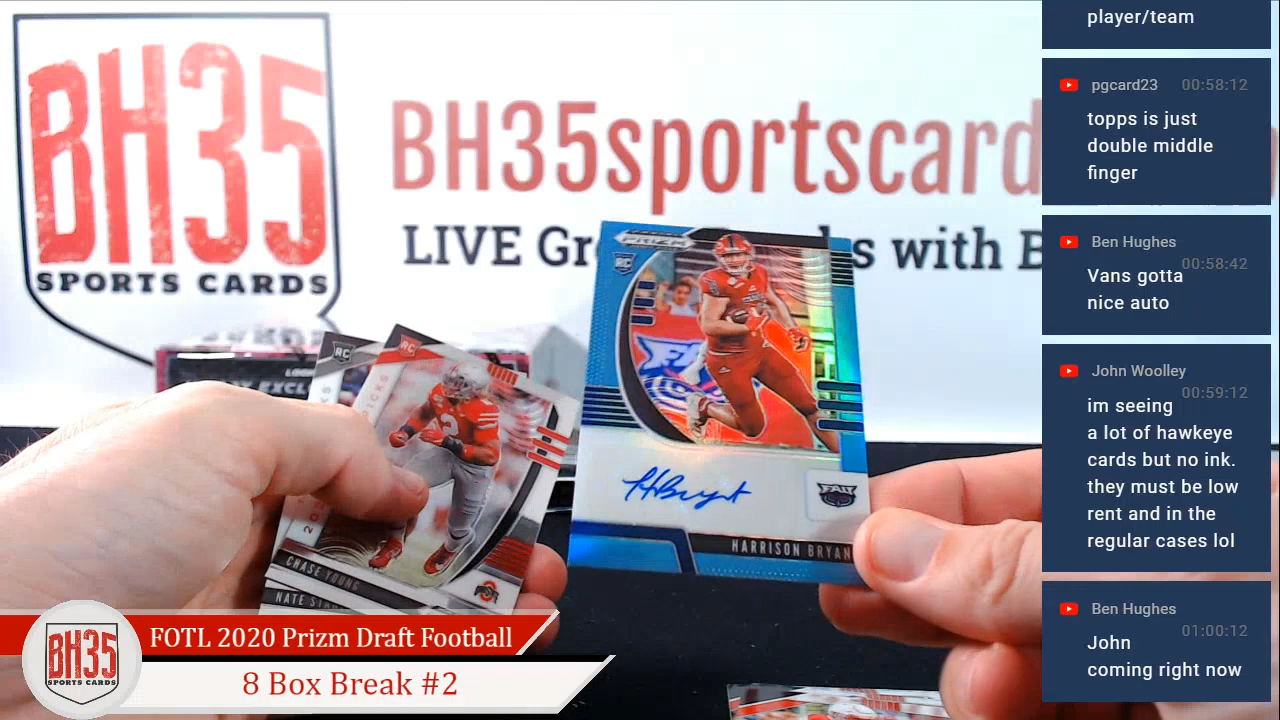 BH35
SPORTS CARDS
BH35sportscard
LIVE Gr
s with B
PRIZM
RC
RC
RC
CHASE YOUNG
FAU
HARRISON BRYAN
BH35
SPORTS CARDS
FOTL 2020 Prizm Draft Football
8 Box Break #2
player/team
pgcard23 00:58:12
topps is just
double middle
finger
Ben Hughes
00:58:42
Vans gotta
nice auto
John Woolley
00:59:12
im seeing
a lot of hawkeye
cards but no ink.
they must be low
rent and in the
regular cases lol
Ben Hughes
01:00:12
John
coming right now